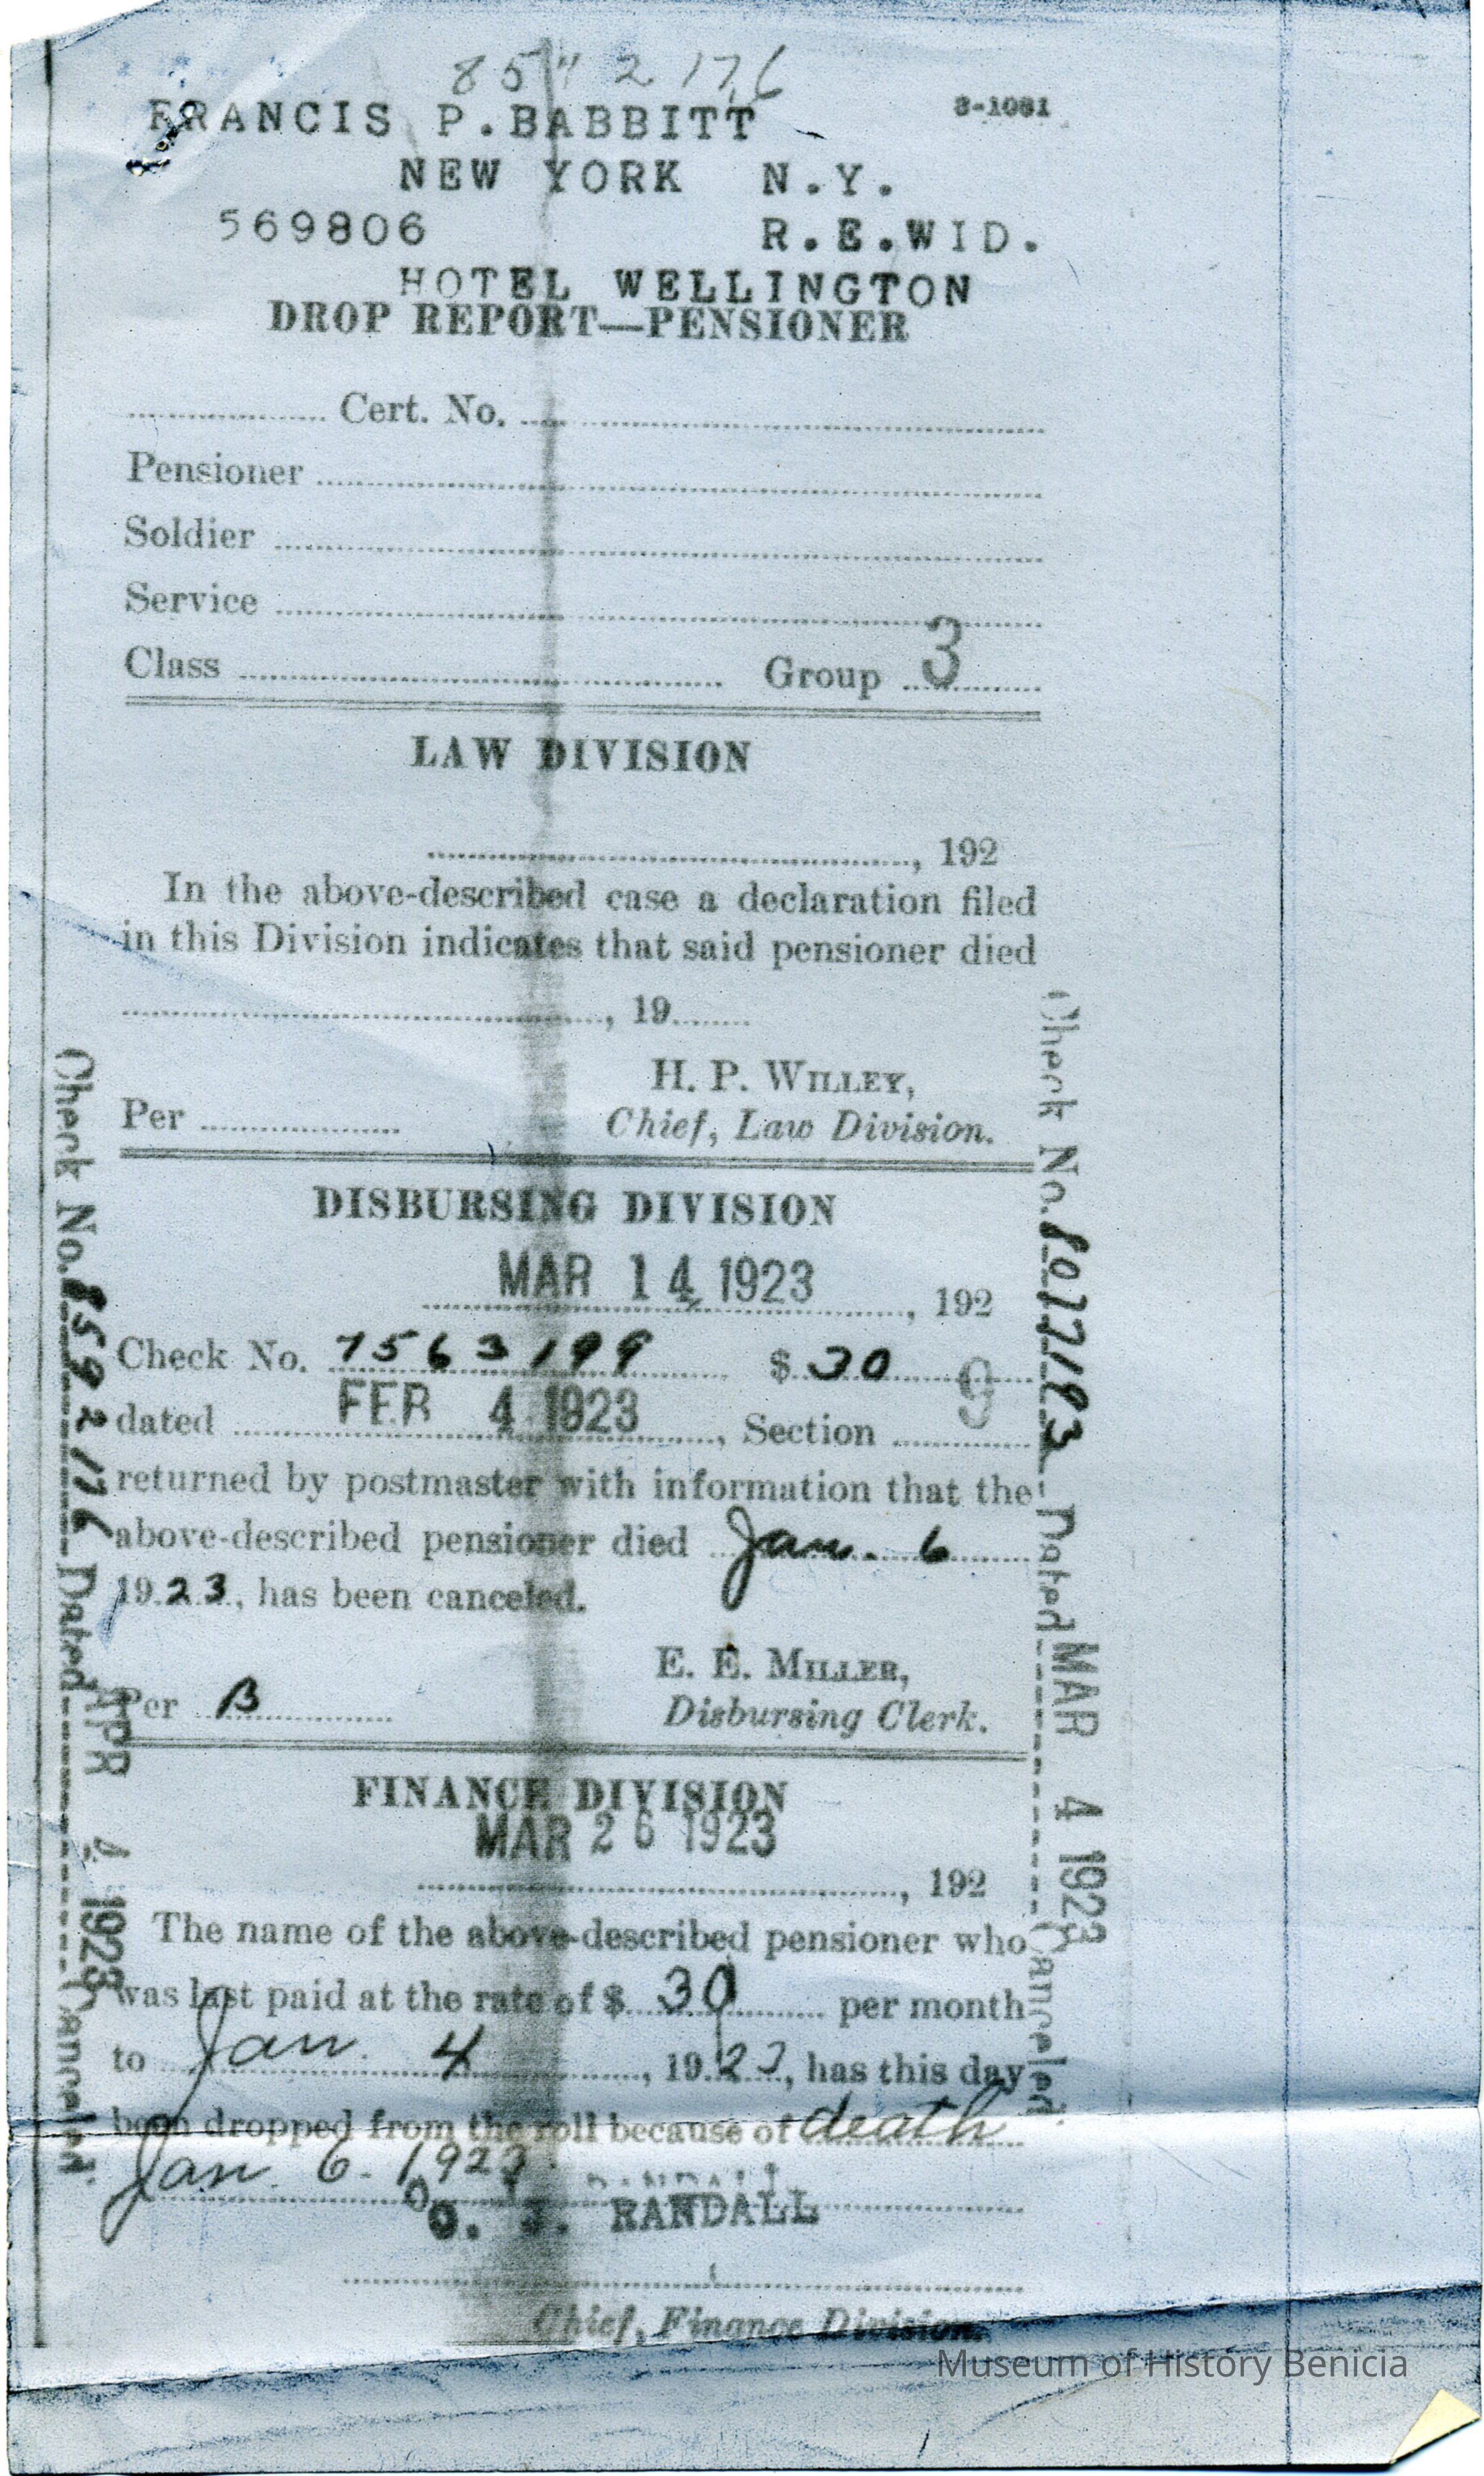 85 " 2 176
FRANCIS P.BABBITT
3-1081
NEW YORK N.Y.
569806 R.E.WID.
HOTEL WELLINGTON
DROP REPORT—PENSIONER
Cert. No.
Pensioner
Soldier
Service
Class Group 3
LAW DIVISION
, 192
In the above-described case a declaration filed
in this Division indicates that said pensioner died
, 19
H. P. WILLEY,
Per Chief, Law Division.
DISBURSING DIVISION
MAR 14 1923 , 192
Check No. 7563199 $ 30
dated FEB 4 1923, Section 9
returned by postmaster with information that the
above-described pensioner died Jan. 6
1923, has been canceled.
E. E. MILLER,
Per B Disbursing Clerk.
FINANCE DIVISION
MAR 26 1923
, 192
The name of the above-described pensioner who
was last paid at the rate of $ 30 per month
to Jan. 4, 1923, has this day
been dropped from the roll because of death
Jan. 6. 1923
O. J. RANDALL
Chief, Finance Division.
Check No. 8592176 Dated APR 4 1923 Canceled.
Check No. Dated MAR 4 1923 Canceled.
Museum of History Benicia